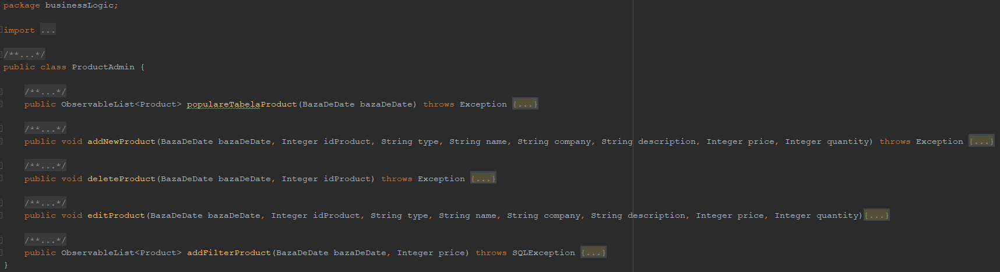 package businessLogic;
import ...
/**...*/
public class ProductAdmin {
/**...*/
public ObservableList<Product> populareTabelaProduct(BazaDeDate bazaDeDate) throws Exception {...}
/**...*/
public void addNewProduct(BazaDeDate bazaDeDate, Integer idProduct, String type, String name, String company, String description, Integer price, Integer quantity) throws Exception {...}
/**...*/
public void deleteProduct(BazaDeDate bazaDeDate, Integer idProduct) throws Exception {...}
/**...*/
public void editProduct(BazaDeDate bazaDeDate, Integer idProduct, String type, String name, String company, String description, Integer price, Integer quantity){...}
/**...*/
public ObservableList<Product> addFilterProduct(BazaDeDate bazaDeDate, Integer price) throws SQLException {...}
}